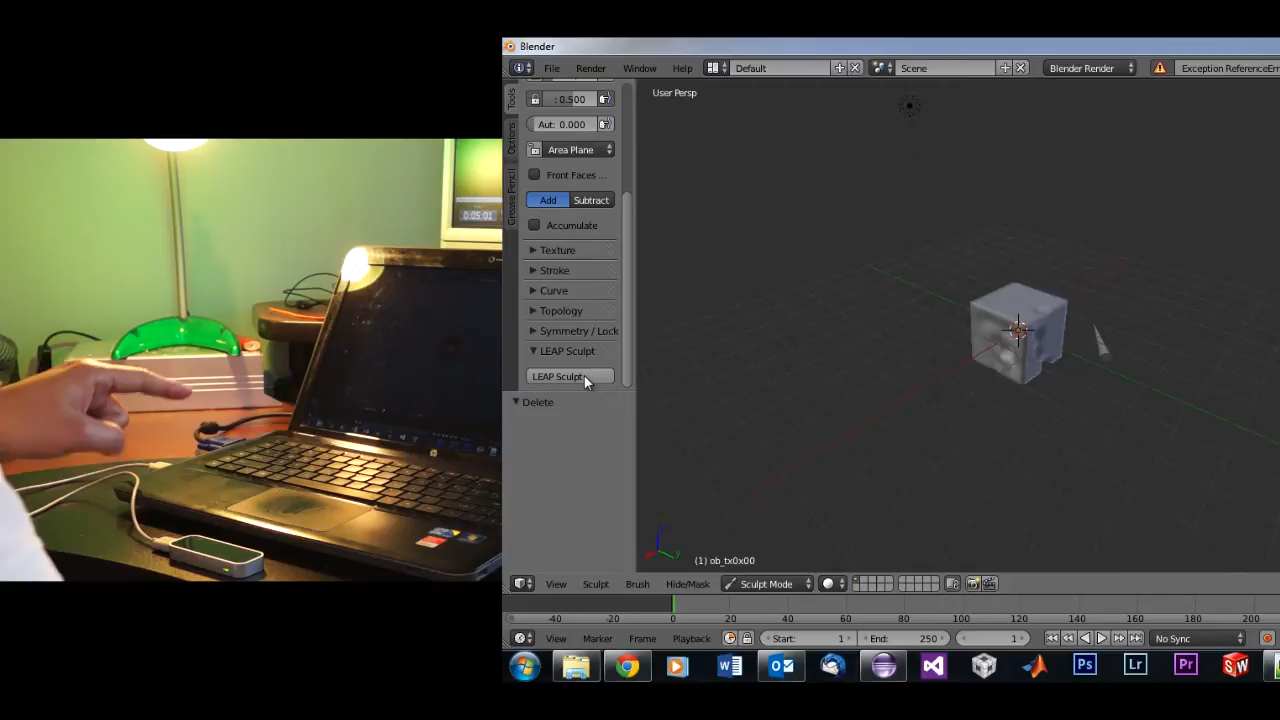 Blender
File Render Window Help Default Scene Blender Render Exception ReferenceErr
Tools
Options
Grease Pencil
: 0.500
Aut: 0.000
Area Plane
Front Faces ...
Add Subtract
Accumulate
Texture
Stroke
Curve
Topology
Symmetry / Lock
LEAP Sculpt
LEAP Sculpt
Delete
User Persp
(1) ob_tx0x00
View Sculpt Brush Hide/Mask Sculpt Mode
-40 -20 0 20 40 60 80 100 120 140 160 180 200
View Marker Frame Playback Start: 1 End: 250 1 No Sync
Ps Lr Pr SW
0:05:01